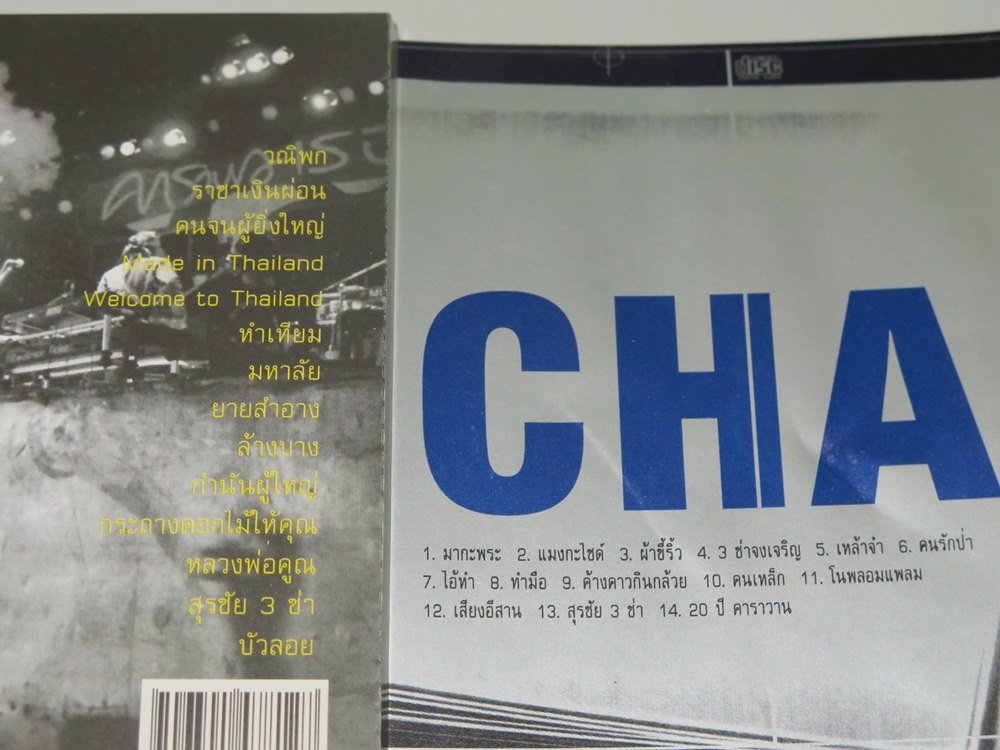 วณิพก
ราชาเงินผ่อน
คนจนผู้ยิ่งใหญ่
Made in Thailand
Welcome to Thailand
หำเทียม
มหาลัย
ยายสำอาง
ล้างบาง
กำนันผู้ใหญ่
กระถางดอกไม้ให้คุณ
หลวงพ่อคูณ
สุรชัย 3 ช่า
บัวลอย
disc
CHA
1. มากะพระ 2. แมงกะไชด์ 3. ผ้าขี้ริ้ว 4. 3 ช่าจงเจริญ 5. เหล้าจ๋า 6. คนรักป่า
7. ไอ้หำ 8. ทำมือ 9. ค้างคาวกินกล้วย 10. คนเหล็ก 11. โนพลอมแพลม
12. เสียงอีสาน 13. สุรชัย 3 ช่า 14. 20 ปี คาราวาน